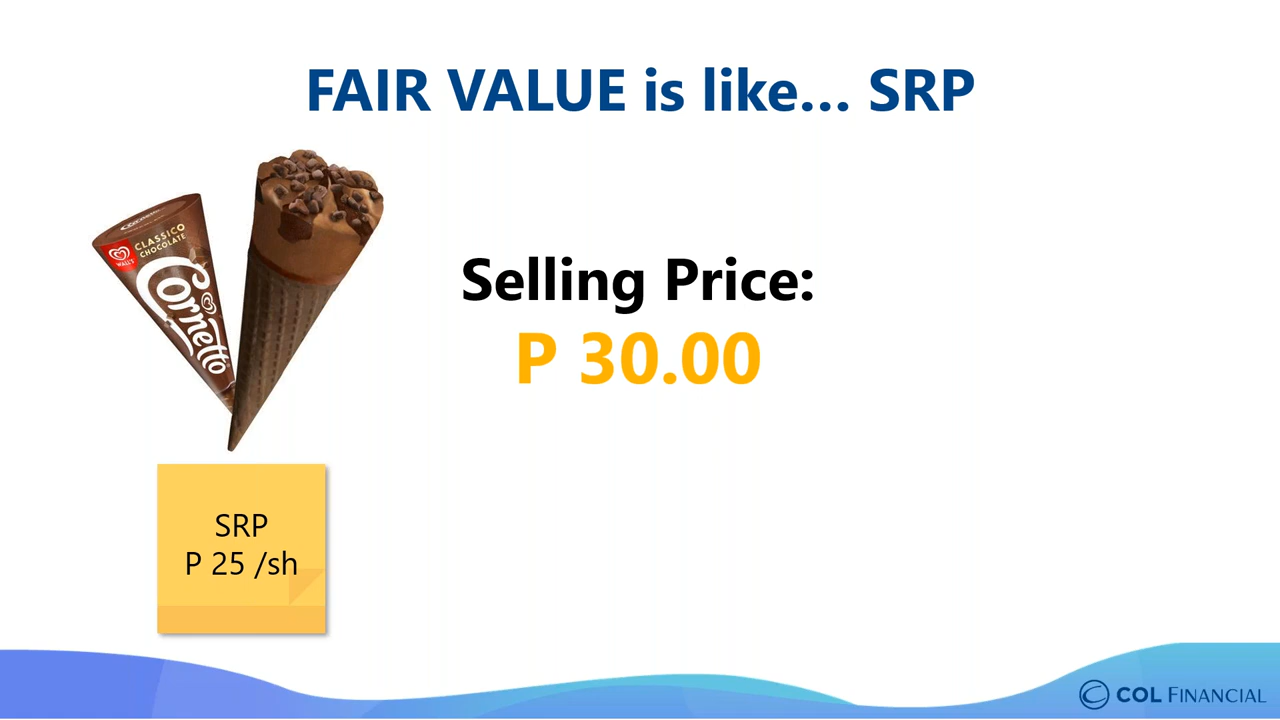 FAIR VALUE is like... SRP
WALL'S
CLASSICO
CHOCOLATE
Cornetto
Selling Price:
P 30.00
SRP
P 25 /sh
COL FINANCIAL